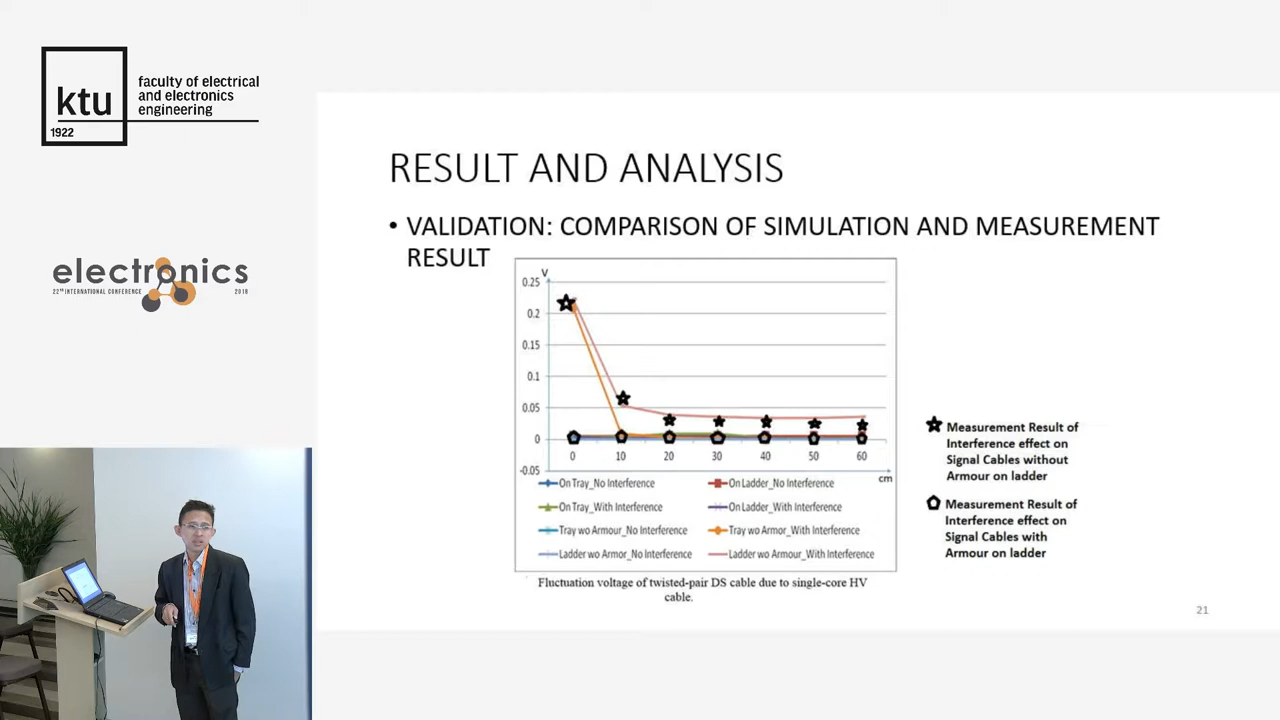 ktu
1922
faculty of electrical
and electronics
engineering
electronics
22ND INTERNATIONAL CONFERENCE 2018
RESULT AND ANALYSIS
• VALIDATION: COMPARISON OF SIMULATION AND MEASUREMENT
RESULT
V
0.25
0.2
0.15
0.1
0.05
0
-0.05
0 10 20 30 40 50 60
cm
On Tray_No Interference On Ladder_No Interference
On Tray_With Interference On Ladder_With Interference
Tray wo Armour_No Interference Tray wo Armor_With Interference
Ladder wo Armor_No Interference Ladder wo Armour_With Interference
Fluctuation voltage of twisted-pair DS cable due to single-core HV
cable.
Measurement Result of
Interference effect on
Signal Cables without
Armour on ladder
Measurement Result of
Interference effect on
Signal Cables with
Armour on ladder
21